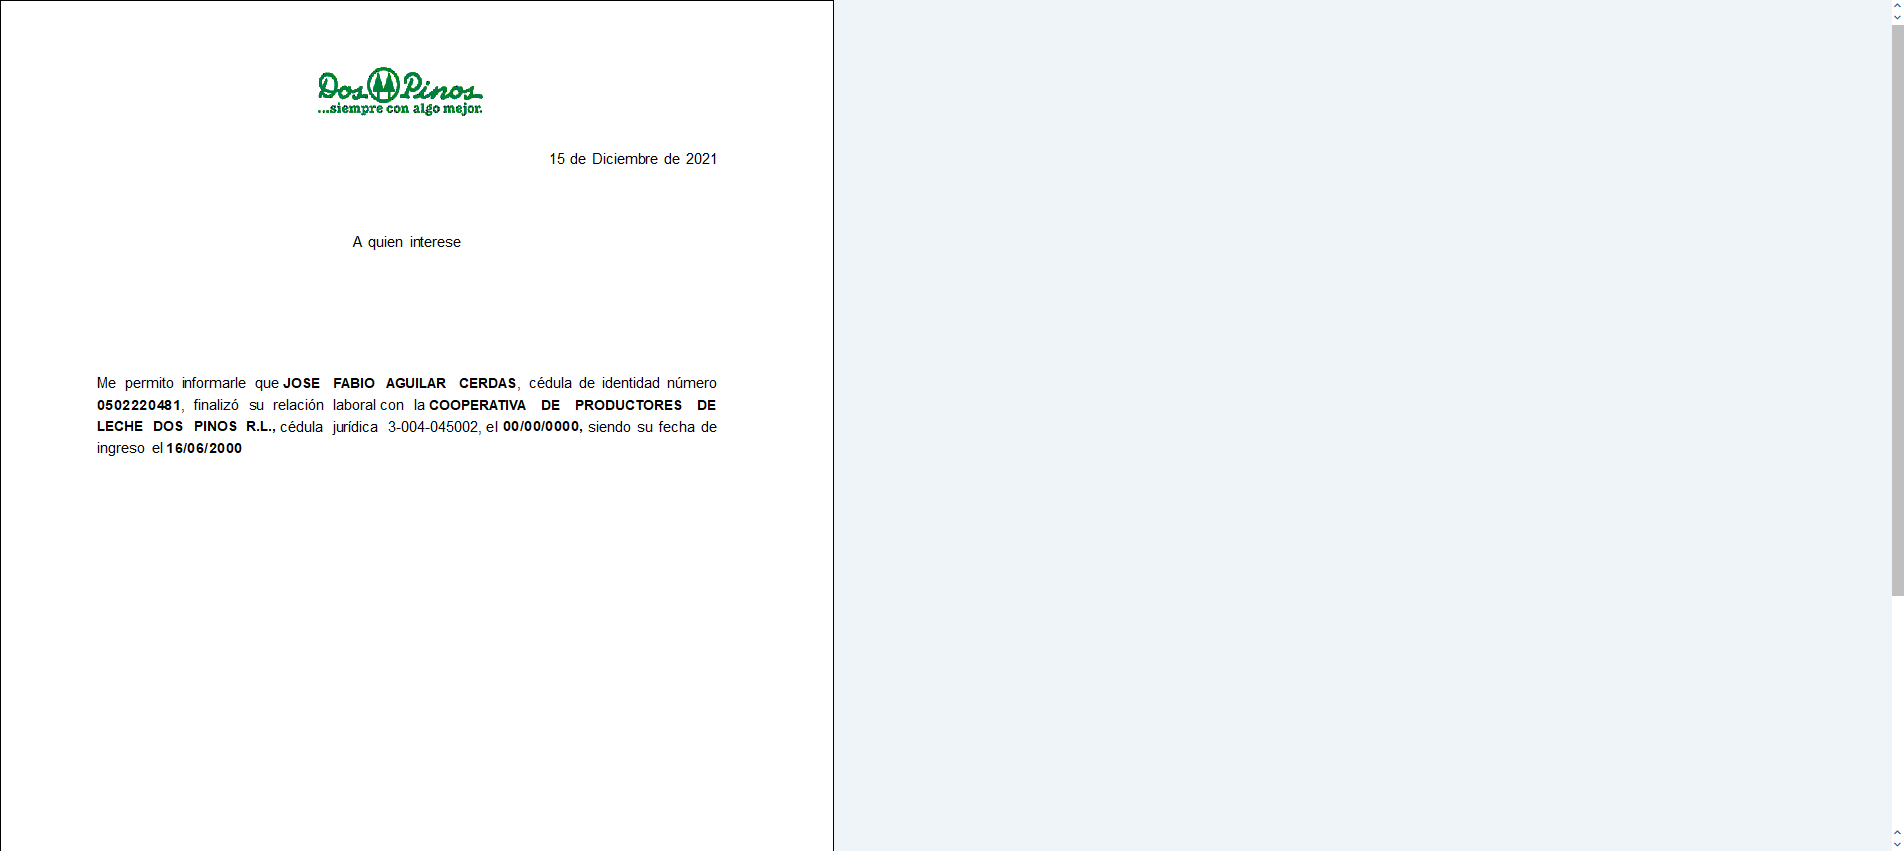 Dos Pinos
...siempre con algo mejor.
15 de Diciembre de 2021
A quien interese
Me permito informarle que JOSE FABIO AGUILAR CERDAS, cédula de identidad número
0502220481, finalizó su relación laboral con la COOPERATIVA DE PRODUCTORES DE
LECHE DOS PINOS R.L., cédula jurídica 3-004-045002, el 00/00/0000, siendo su fecha de
ingreso el 16/06/2000